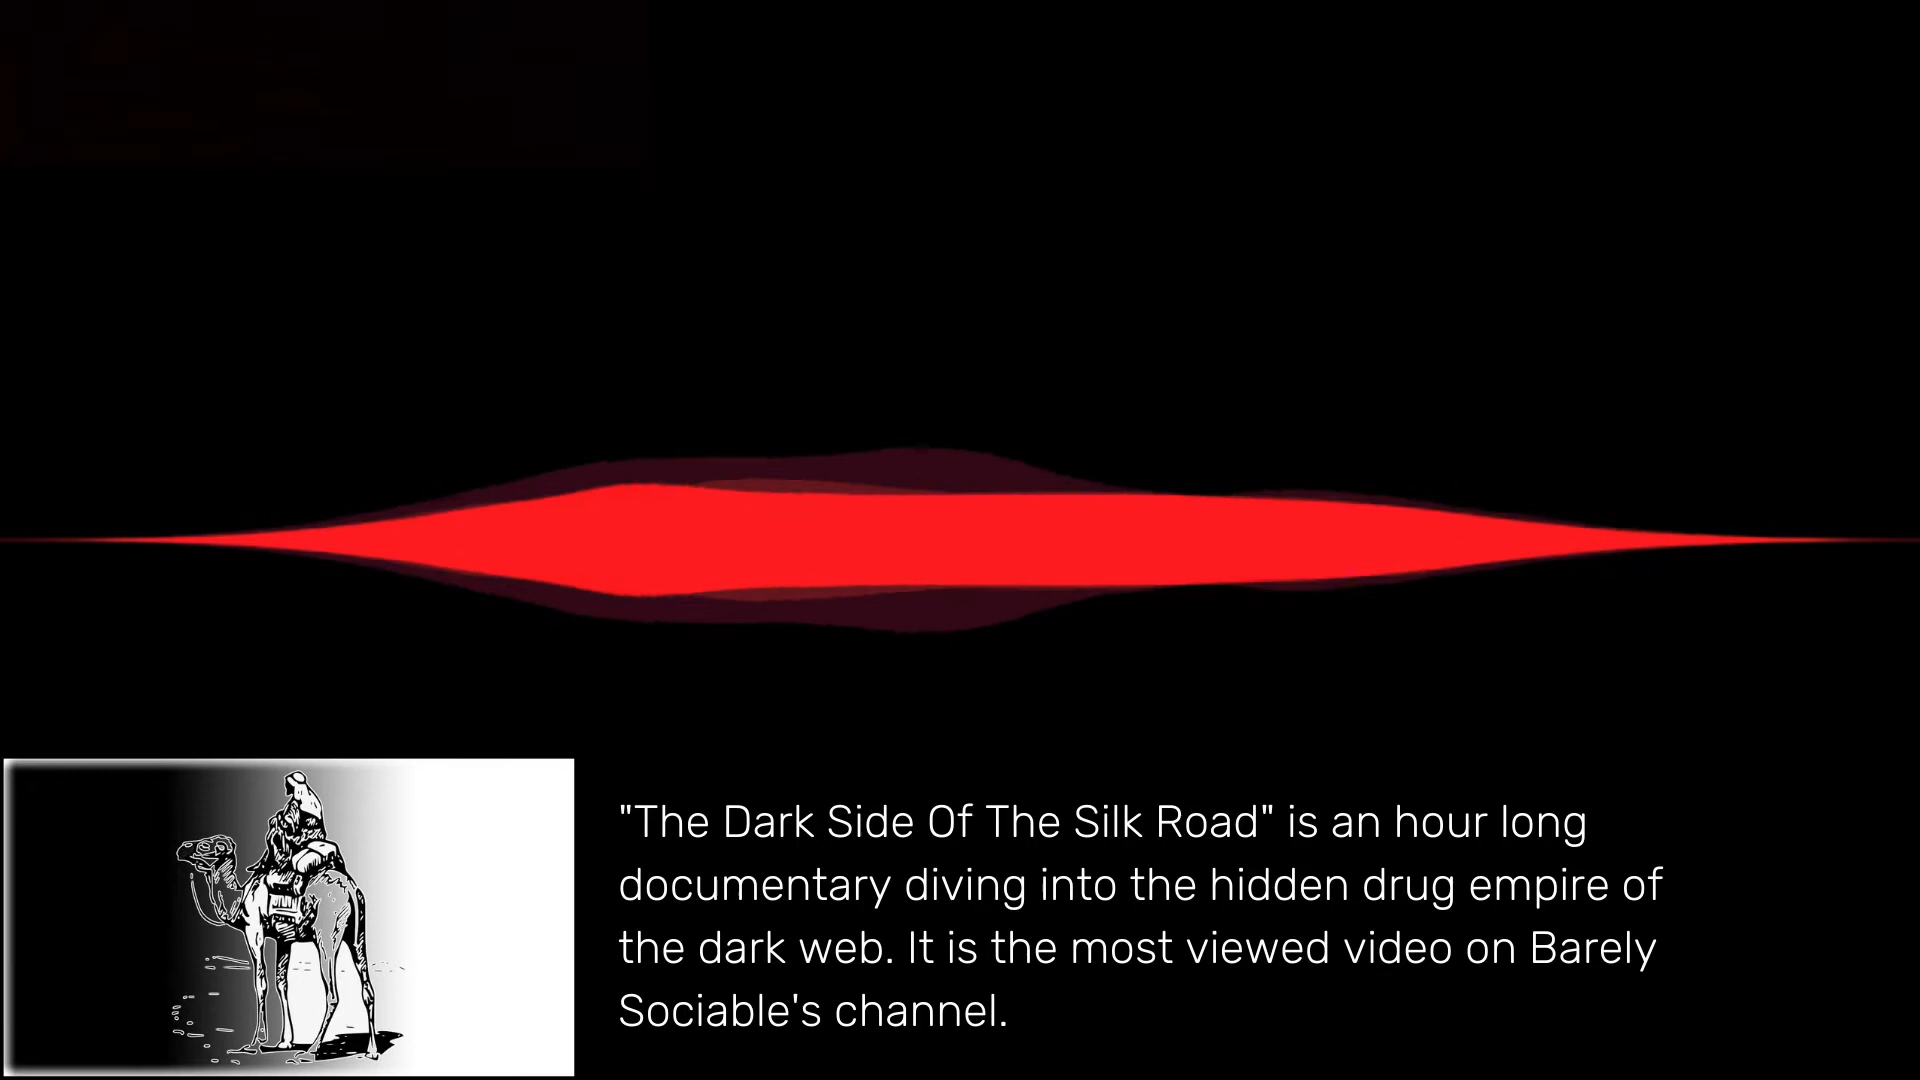 "The Dark Side Of The Silk Road" is an hour long
documentary diving into the hidden drug empire of
the dark web. It is the most viewed video on Barely
Sociable's channel.